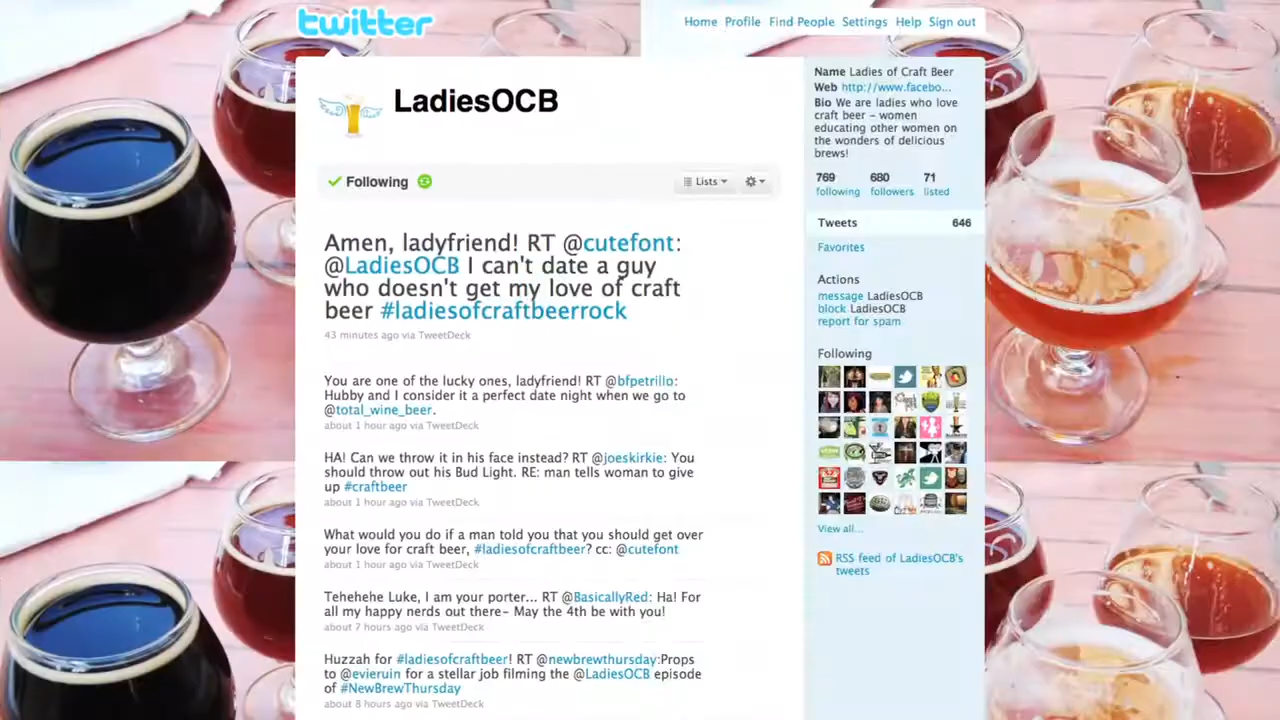 twitter
Home Profile Find People Settings Help Sign out
LadiesOCB
Following
Lists
Amen, ladyfriend! RT @cutefont:
@LadiesOCB I can't date a guy
who doesn't get my love of craft
beer #ladiesofcraftbeerrock
43 minutes ago via TweetDeck
You are one of the lucky ones, ladyfriend! RT @bfpetrillo:
Hubby and I consider it a perfect date night when we go to
@total_wine_beer.
about 1 hour ago via TweetDeck
HA! Can we throw it in his face instead? RT @joeskirkie: You
should throw out his Bud Light. RE: man tells woman to give
up #craftbeer
about 1 hour ago via TweetDeck
What would you do if a man told you that you should get over
your love for craft beer, #ladiesofcraftbeer? cc: @cutefont
about 1 hour ago via TweetDeck
Tehehehe Luke, I am your porter... RT @BasicallyRed: Ha! For
all my happy nerds out there- May the 4th be with you!
about 7 hours ago via TweetDeck
Huzzah for #ladiesofcraftbeer! RT @newbrewthursday:Props
to @evieruin for a stellar job filming the @LadiesOCB episode
of #NewBrewThursday
about 8 hours ago via TweetDeck
Name Ladies of Craft Beer
Web http://www.facebo...
Bio We are ladies who love
craft beer - women
educating other women on
the wonders of delicious
brews!
769 680 71
following followers listed
Tweets 646
Favorites
Actions
message LadiesOCB
block LadiesOCB
report for spam
Following
View all...
RSS feed of LadiesOCB's
tweets